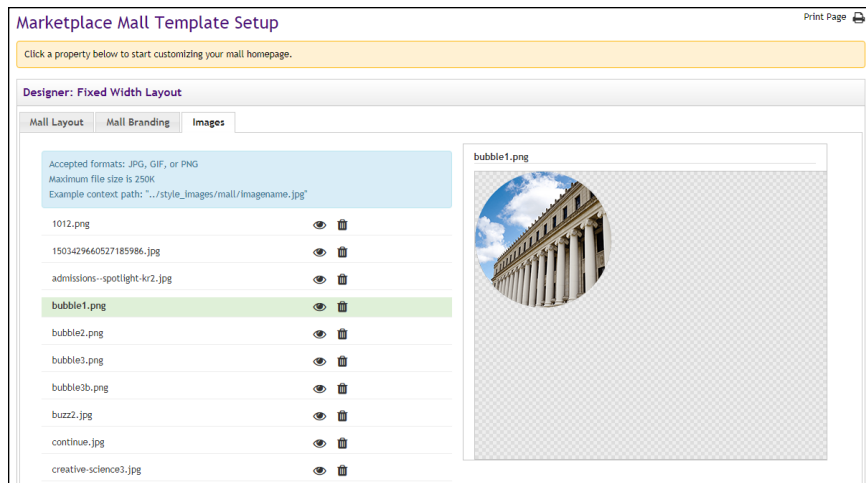 Marketplace Mall Template Setup
Print Page
Click a property below to start customizing your mall homepage.
Designer: Fixed Width Layout
Mall Layout Mall Branding Images
Accepted formats: JPG, GIF, or PNG
Maximum file size is 250K
Example context path: "../style_images/mall/imagename.jpg"
1012.png
1503429660527185986.jpg
admissions--spotlight-kr2.jpg
bubble1.png
bubble2.png
bubble3.png
bubble3b.png
buzz2.jpg
continue.jpg
creative-science3.jpg
bubble1.png